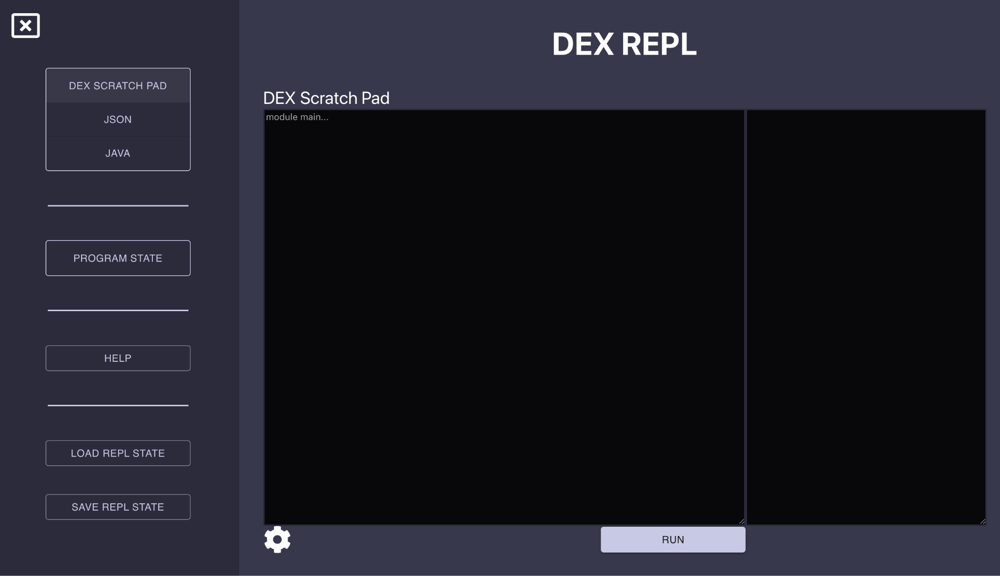 DEX SCRATCH PAD
JSON
JAVA
PROGRAM STATE
HELP
LOAD REPL STATE
SAVE REPL STATE
DEX REPL
DEX Scratch Pad
module main...
RUN